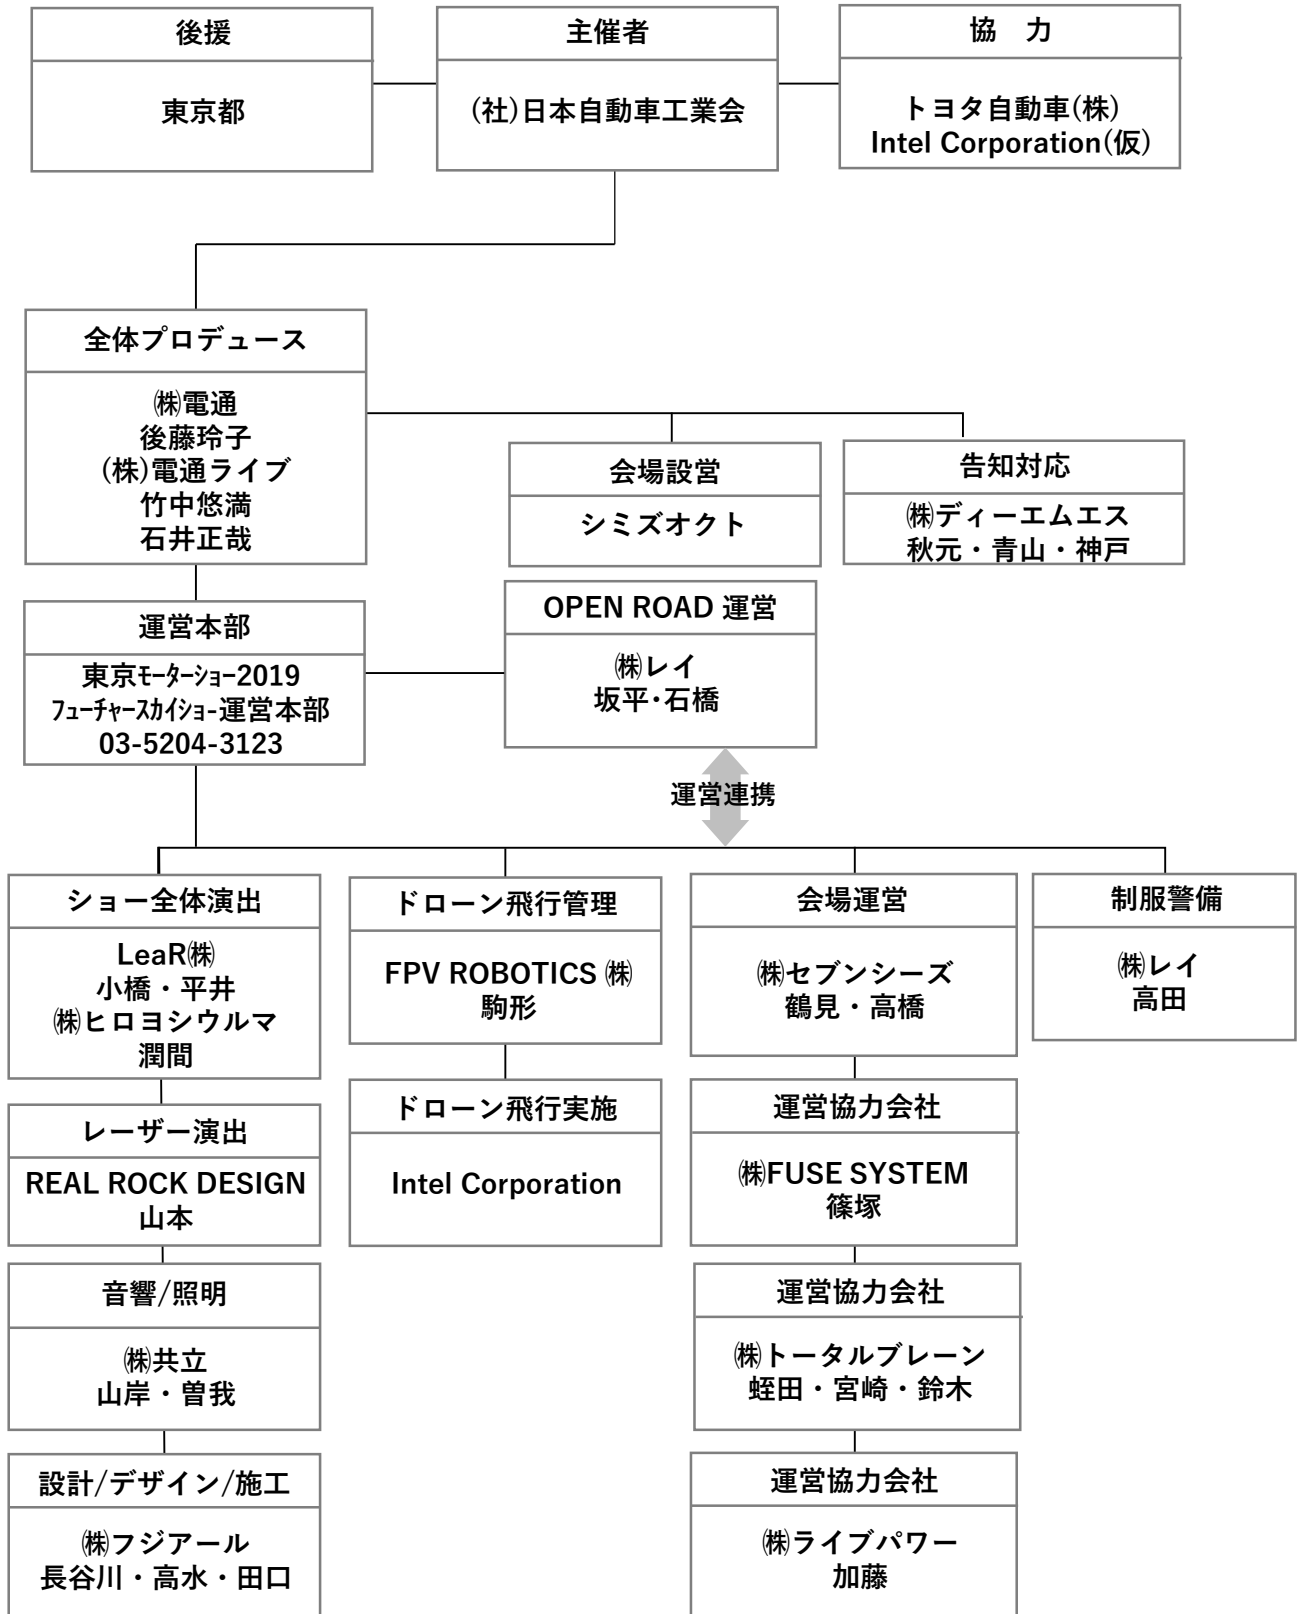 後援
東京都
主催者
(社)日本自動車工業会
協　力
トヨタ自動車(株)
Intel Corporation(仮)
全体プロデュース
㈱電通
後藤玲子
(株)電通ライブ
竹中悠満
石井正哉
会場設営
シミズオクト
告知対応
㈱ディーエムエス
秋元・青山・神戸
運営本部
東京ﾓｰﾀｰｼｮｰ2019
ﾌｭｰﾁｬｰｽｶｲｼｮ-運営本部
03-5204-3123
OPEN ROAD 運営
㈱レイ
坂平･石橋
運営連携
ショー全体演出
LeaR㈱
小橋・平井
㈱ヒロヨシウルマ
潤間
ドローン飛行管理
FPV ROBOTICS ㈱
駒形
会場運営
㈱セブンシーズ
鶴見・高橋
制服警備
㈱レイ
高田
レーザー演出
REAL ROCK DESIGN
山本
ドローン飛行実施
Intel Corporation
運営協力会社
㈱FUSE SYSTEM
篠塚
音響/照明
㈱共立
山岸・曽我
運営協力会社
㈱トータルブレーン
蛭田・宮崎・鈴木
設計/デザイン/施工
㈱フジアール
長谷川・高水・田口
運営協力会社
㈱ライブパワー
加藤